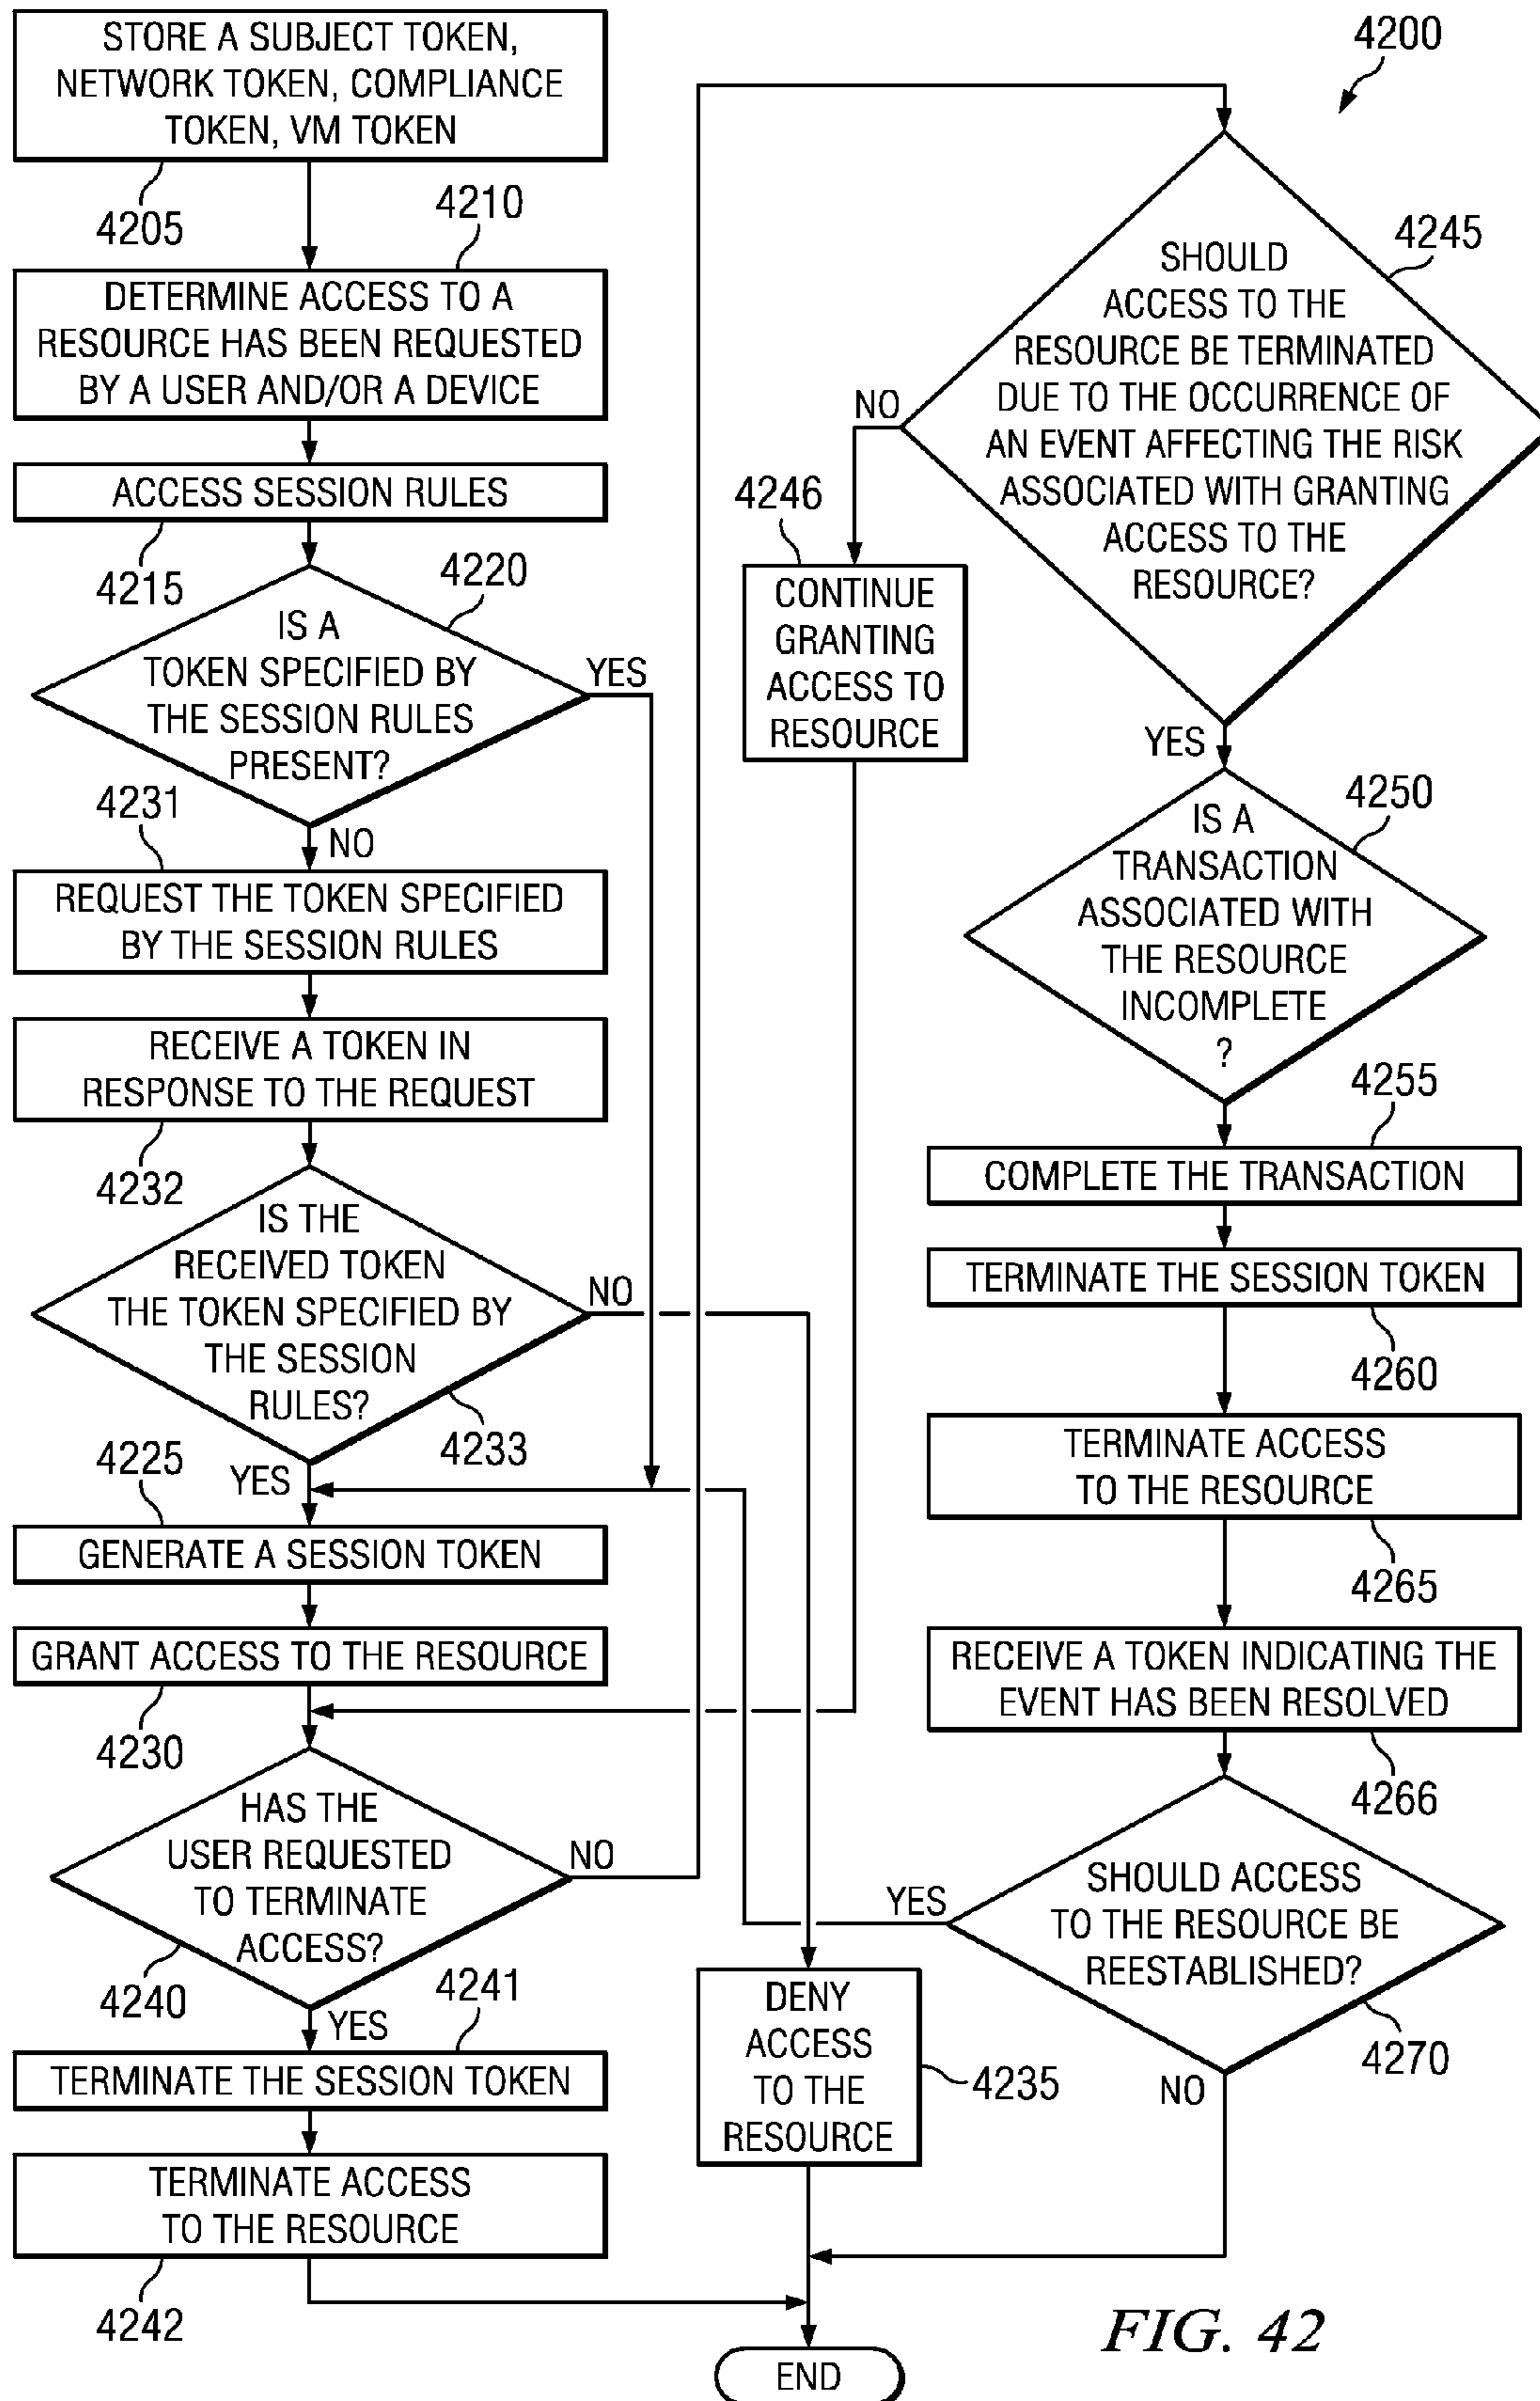 STORE A SUBJECT TOKEN,
NETWORK TOKEN, COMPLIANCE
TOKEN, VM TOKEN
4205
4210
DETERMINE ACCESS TO A
RESOURCE HAS BEEN REQUESTED
BY A USER AND/OR A DEVICE
ACCESS SESSION RULES
4215
4220
IS A
TOKEN SPECIFIED BY
THE SESSION RULES
PRESENT?
YES
NO
4231
REQUEST THE TOKEN SPECIFIED
BY THE SESSION RULES
RECEIVE A TOKEN IN
RESPONSE TO THE REQUEST
4232
IS THE
RECEIVED TOKEN
THE TOKEN SPECIFIED BY
THE SESSION
RULES?
NO
4233
YES
4225
GENERATE A SESSION TOKEN
GRANT ACCESS TO THE RESOURCE
4230
HAS THE
USER REQUESTED
TO TERMINATE
ACCESS?
NO
4240
YES
4241
TERMINATE THE SESSION TOKEN
TERMINATE ACCESS
TO THE RESOURCE
4242
4200
4245
SHOULD
ACCESS TO THE
RESOURCE BE TERMINATED
DUE TO THE OCCURRENCE OF
AN EVENT AFFECTING THE RISK
ASSOCIATED WITH GRANTING
ACCESS TO THE
RESOURCE?
NO
4246
CONTINUE
GRANTING
ACCESS TO
RESOURCE
YES
4250
IS A
TRANSACTION
ASSOCIATED WITH
THE RESOURCE
INCOMPLETE
?
4255
COMPLETE THE TRANSACTION
TERMINATE THE SESSION TOKEN
4260
TERMINATE ACCESS
TO THE RESOURCE
4265
RECEIVE A TOKEN INDICATING THE
EVENT HAS BEEN RESOLVED
4266
SHOULD ACCESS
TO THE RESOURCE BE
REESTABLISHED?
YES
4270
NO
DENY
ACCESS
TO THE
RESOURCE
4235
END
FIG. 42